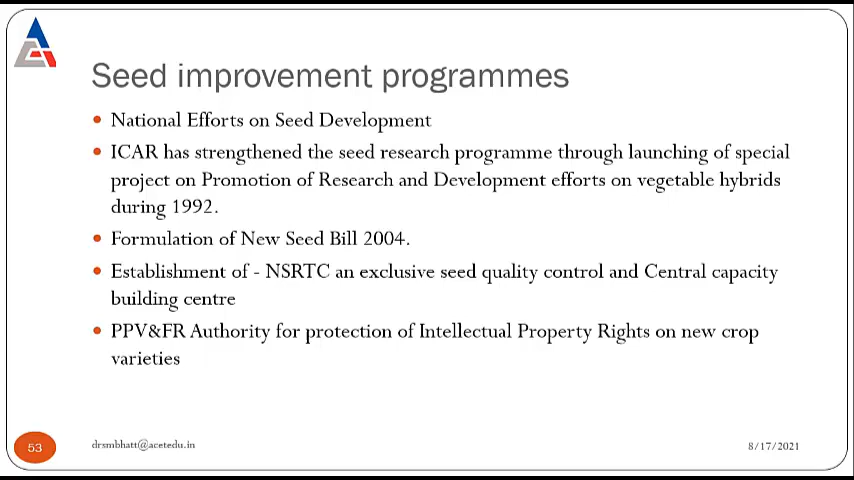 Seed improvement programmes
National Efforts on Seed Development
ICAR has strengthened the seed research programme through launching of special
project on Promotion of Research and Development efforts on vegetable hybrids
during 1992.
Formulation of New Seed Bill 2004.
Establishment of - NSRTC an exclusive seed quality control and Central capacity
building centre
PPV&FR Authority for protection of Intellectual Property Rights on new crop
varieties
53
drsmbhatt@acetedu.in
8/17/2021